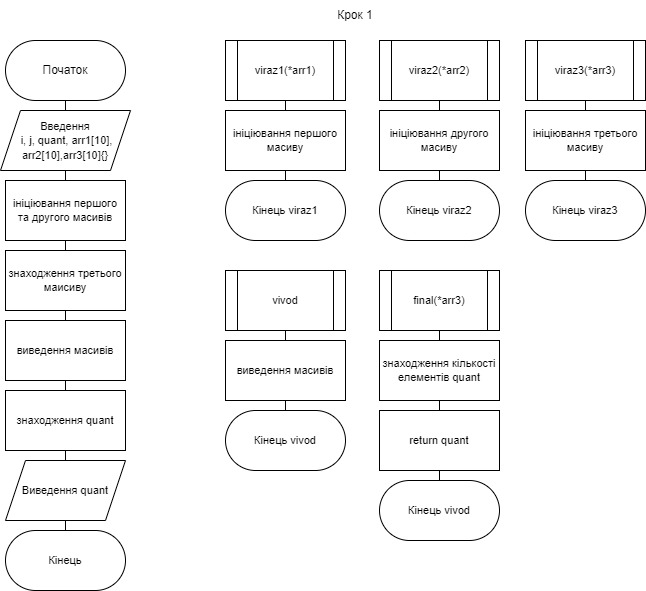 Крок 1
Початок
Введення
i, j, quant, arr1[10],
arr2[10],arr3[10]{}
ініціювання першого
та другого масивів
знаходження третього
маисиву
виведення масивів
знаходження quant
Виведення quant
Кінець
viraz1(*arr1)
ініціювання першого
масиву
Кінець viraz1
viraz2(*arr2)
ініціювання другого
масиву
Кінець viraz2
viraz3(*arr3)
ініціювання третього
масиву
Кінець viraz3
vivod
виведення масивів
Кінець vivod
final(*arr3)
знаходження кількості
елементів quant
return quant
Кінець vivod